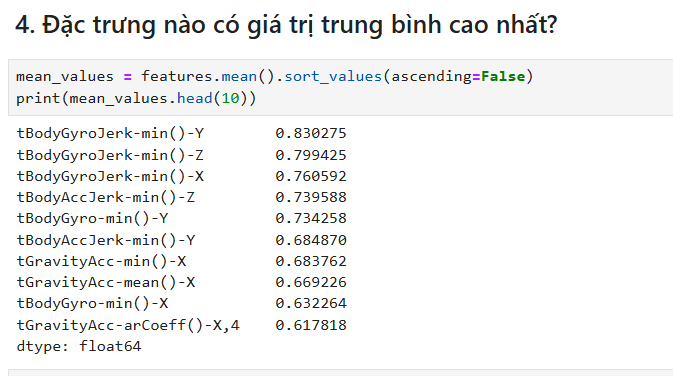 4. Đặc trưng nào có giá trị trung bình cao nhất?
mean_values = features.mean().sort_values(ascending=False)
print(mean_values.head(10))
tBodyGyroJerk-min()-Y 0.830275
tBodyGyroJerk-min()-Z 0.799425
tBodyGyroJerk-min()-X 0.760592
tBodyAccJerk-min()-Z 0.739588
tBodyGyro-min()-Y 0.734258
tBodyAccJerk-min()-Y 0.684870
tGravityAcc-min()-X 0.683762
tGravityAcc-mean()-X 0.669226
tBodyGyro-min()-X 0.632264
tGravityAcc-arCoeff()-X,4 0.617818
dtype: float64